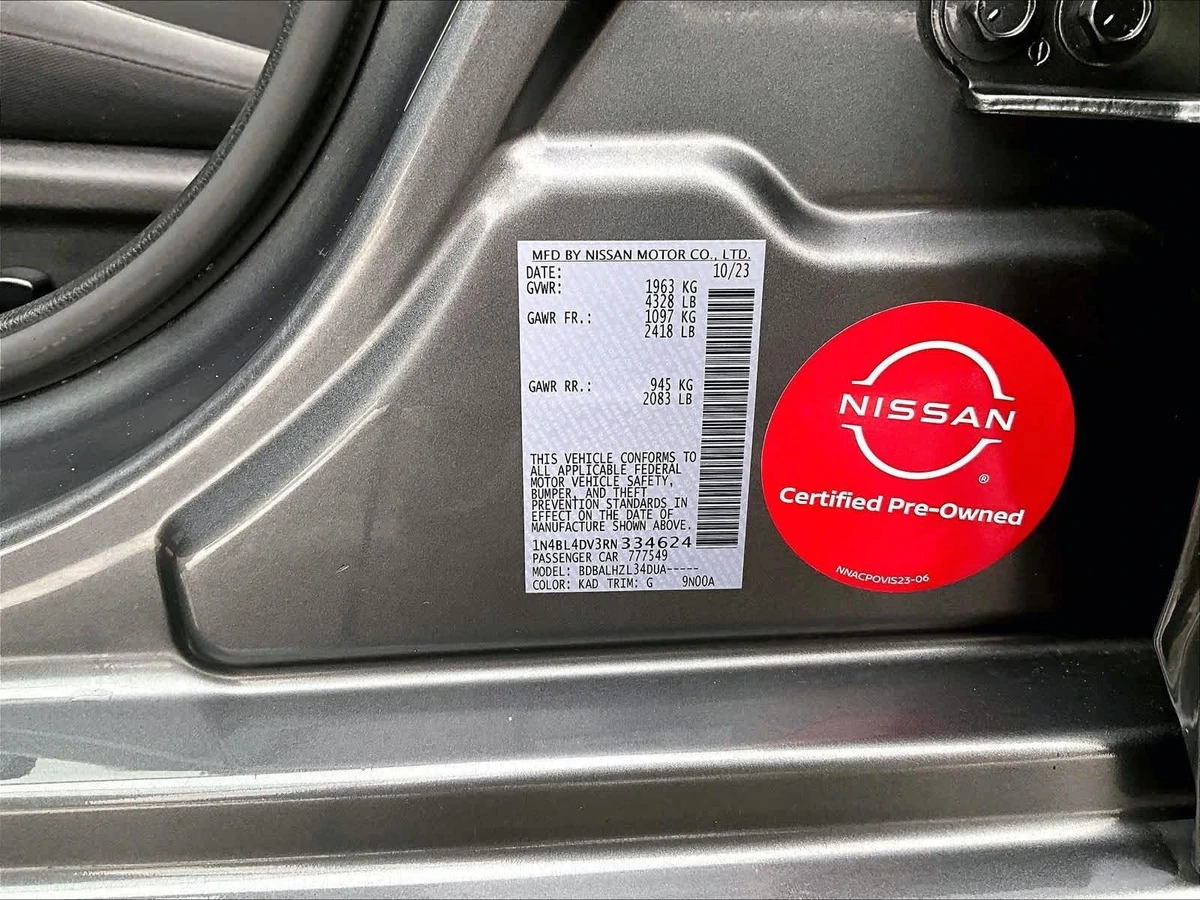 MFD BY NISSAN MOTOR CO., LTD.
DATE: 10/23
GVWR: 1963 KG
4328 LB
GAWR FR.: 1097 KG
2418 LB
GAWR RR.: 945 KG
2083 LB
THIS VEHICLE CONFORMS TO
ALL APPLICABLE FEDERAL
MOTOR VEHICLE SAFETY,
BUMPER, AND THEFT
PREVENTION STANDARDS IN
EFFECT ON THE DATE OF
MANUFACTURE SHOWN ABOVE.
1N4BL4DV3RN334624
PASSENGER CAR 777549
MODEL: BDBALHZL34DUA-----
COLOR: KAD TRIM: G 9N00A
NISSAN
®
Certified Pre-Owned
NNACPOVIS23-06